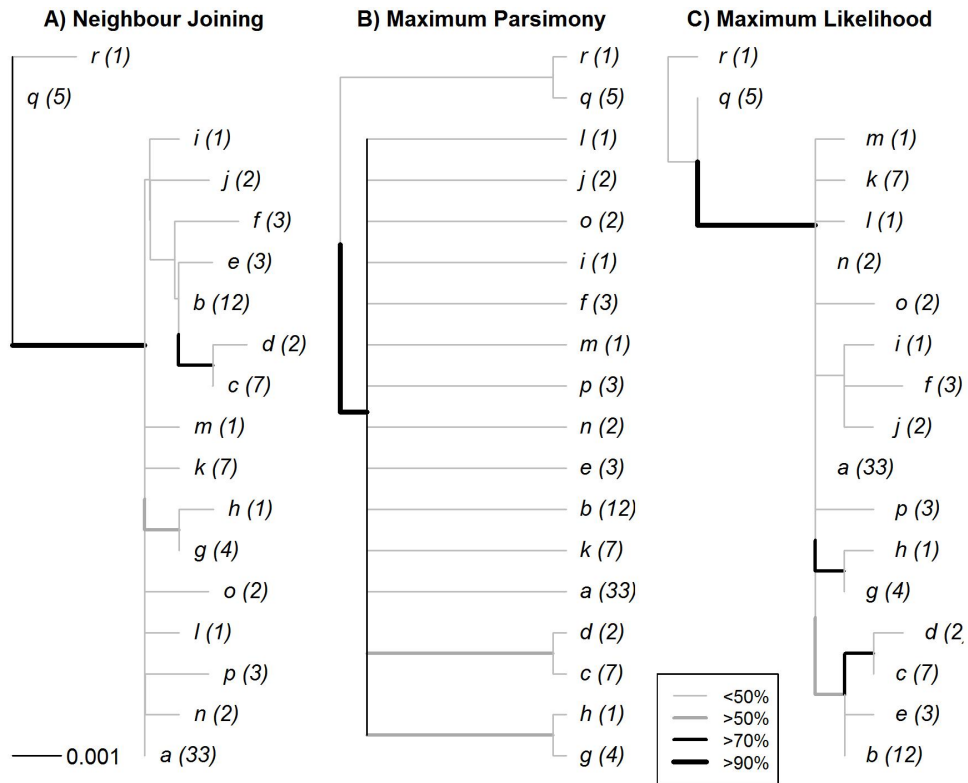 A) Neighbour Joining
r (1)
q (5)
i (1)
j (2)
f (3)
e (3)
b (12)
d (2)
c (7)
m (1)
k (7)
h (1)
g (4)
o (2)
l (1)
p (3)
n (2)
a (33)
0.001
B) Maximum Parsimony
r (1)
q (5)
l (1)
j (2)
o (2)
i (1)
f (3)
m (1)
p (3)
n (2)
e (3)
b (12)
k (7)
a (33)
d (2)
c (7)
h (1)
g (4)
C) Maximum Likelihood
r (1)
q (5)
m (1)
k (7)
l (1)
n (2)
o (2)
i (1)
f (3)
j (2)
a (33)
p (3)
h (1)
g (4)
d (2)
c (7)
e (3)
b (12)
<50%
>50%
>70%
>90%